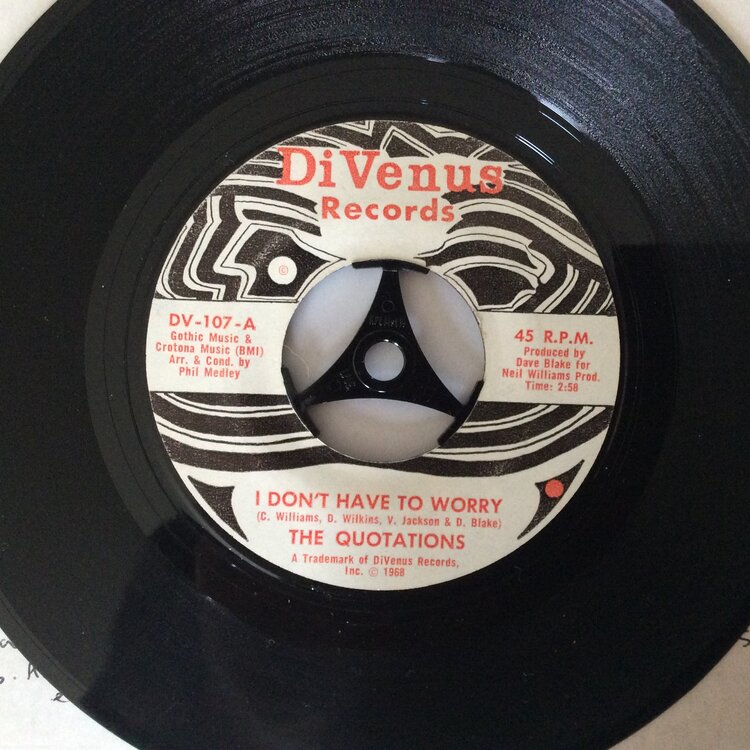 DiVenus
Records
©
DV-107-A
Gothic Music &
Crotona Music (BMI)
Arr. & Cond. by
Phil Medley
45 R.P.M.
Produced by
Dave Blake for
Neil Williams Prod.
Time: 2:58
I DON'T HAVE TO WORRY
(C. Williams, D. Wilkins, V. Jackson & D. Blake)
THE QUOTATIONS
A Trademark of DiVenus Records,
Inc. © 1968